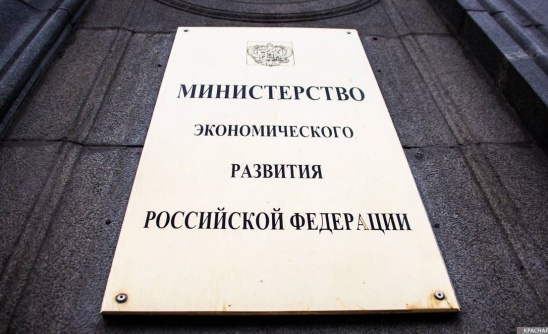 МИНИСТЕРСТВО
ЭКОНОМИЧЕСКОГО
РАЗВИТИЯ
РОССИЙСКОЙ ФЕДЕРАЦИИ